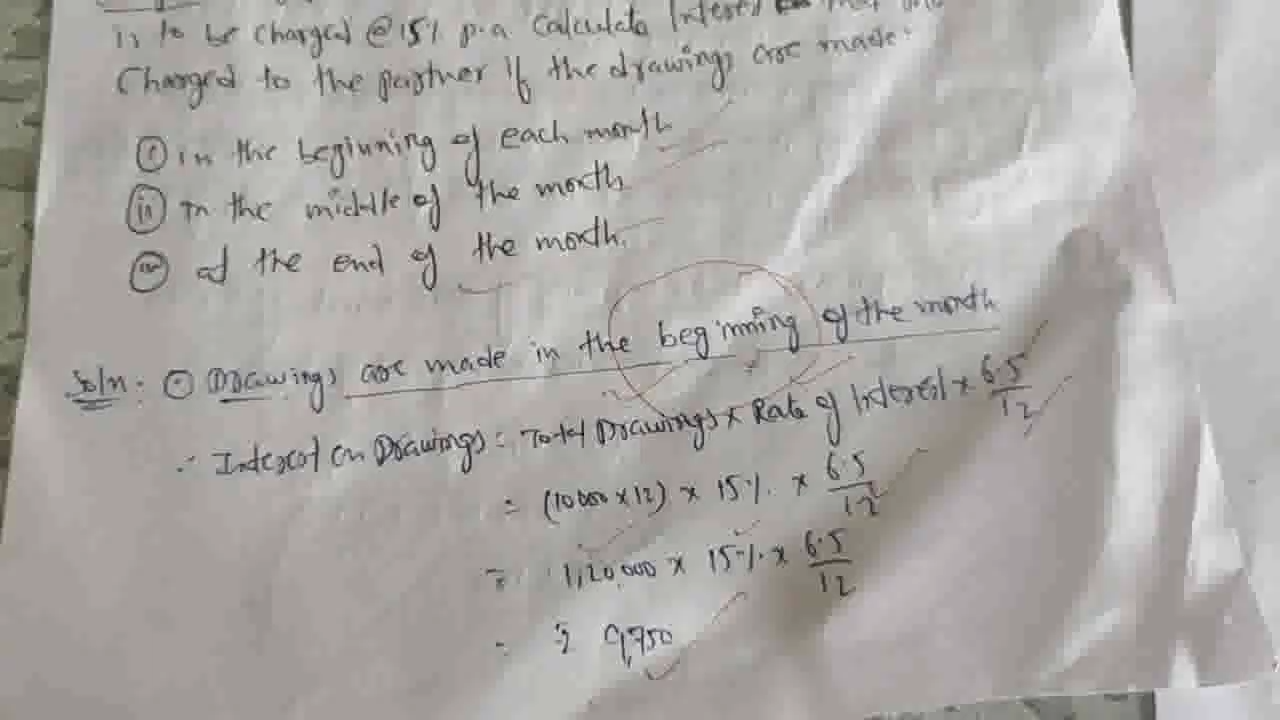 is to be charged @ 15% p.a. Calculate Interest
Charged to the partner if the drawings are made:
(i) in the beginning of each month
(ii) in the middle of the month
(iii) at the end of the month.
Soln: (i) Drawings are made in the beginning of the month
∴ Interest on Drawings = Total Drawings × Rate of Interest × 6.5/12
= (10000 × 12) × 15% × 6.5/12
= 1,20,000 × 15% × 6.5/12
= ₹ 9,750